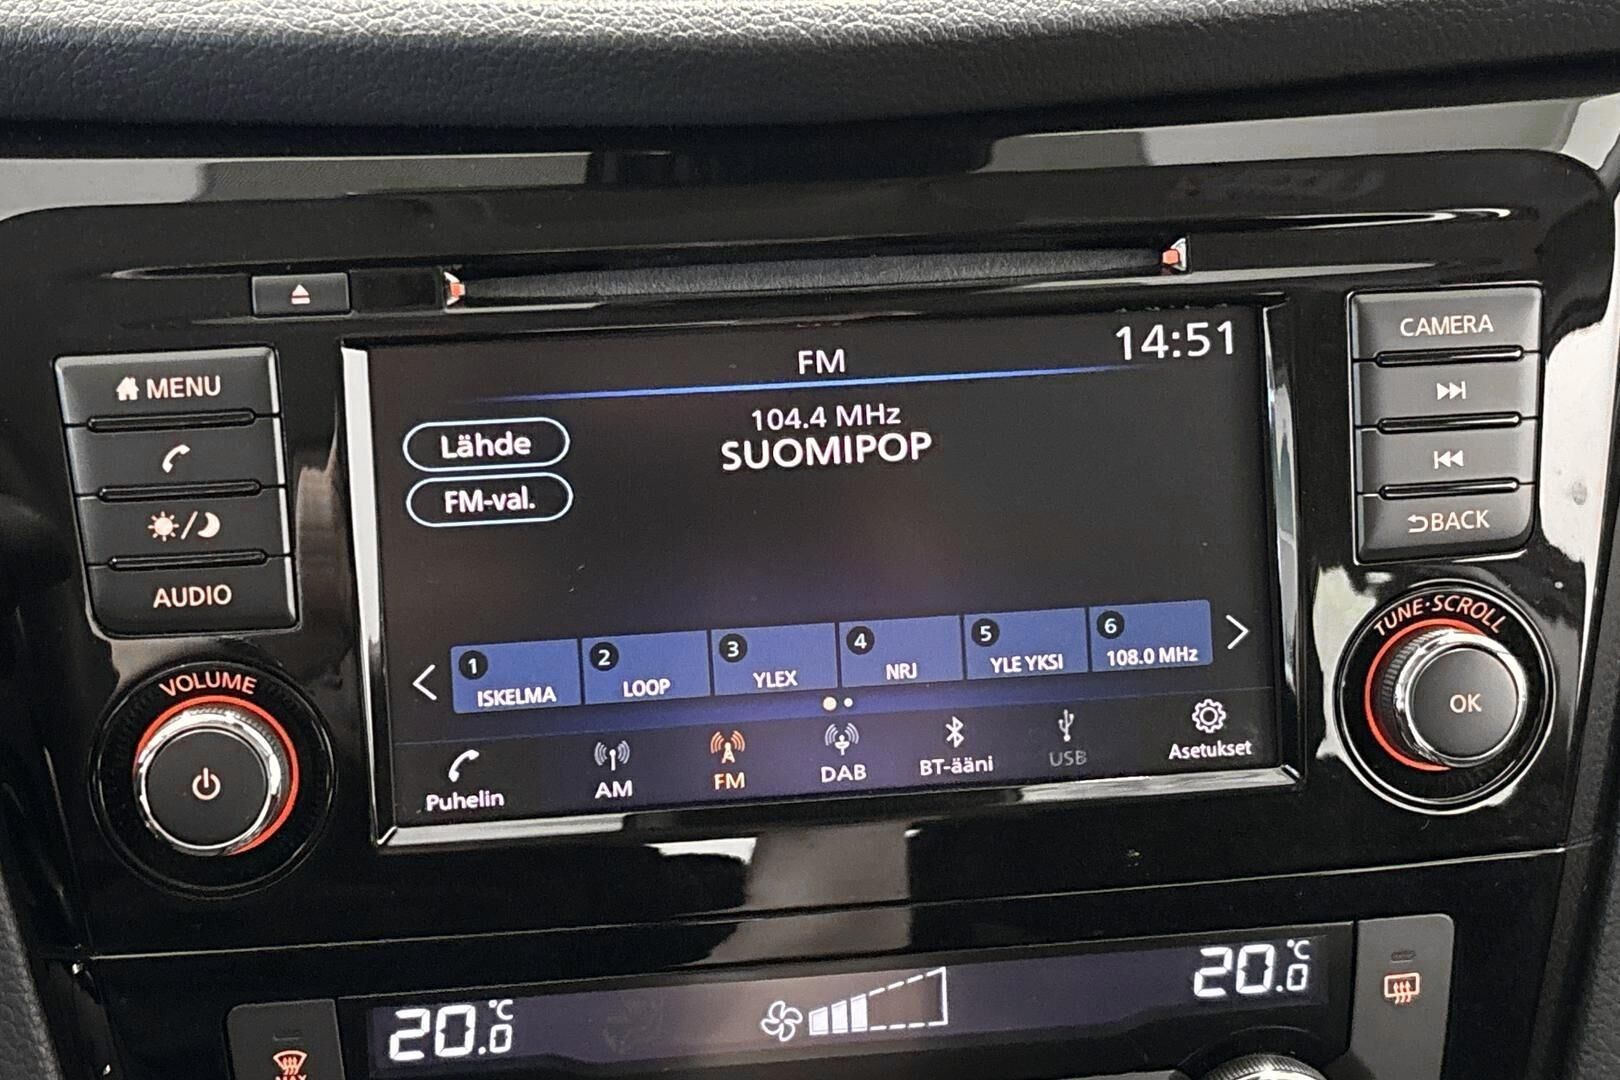 14:51
FM
104.4 MHz
SUOMIPOP
Lähde
FM-val.
MENU
AUDIO
VOLUME
CAMERA
BACK
TUNE·SCROLL
OK
1 ISKELMA
2 LOOP
3 YLEX
4 NRJ
5 YLE YKSI
6 108.0 MHz
Puhelin
AM
FM
DAB
BT-ääni
USB
Asetukset
20.0 °C
20.0 °C
MAX